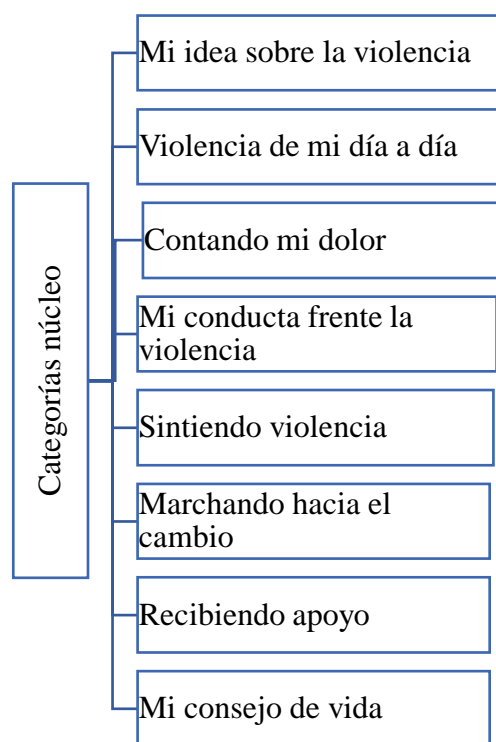 Categorías núcleo
Mi idea sobre la violencia
Violencia de mi día a día
Contando mi dolor
Mi conducta frente la
violencia
Sintiendo violencia
Marchando hacia el
cambio
Recibiendo apoyo
Mi consejo de vida